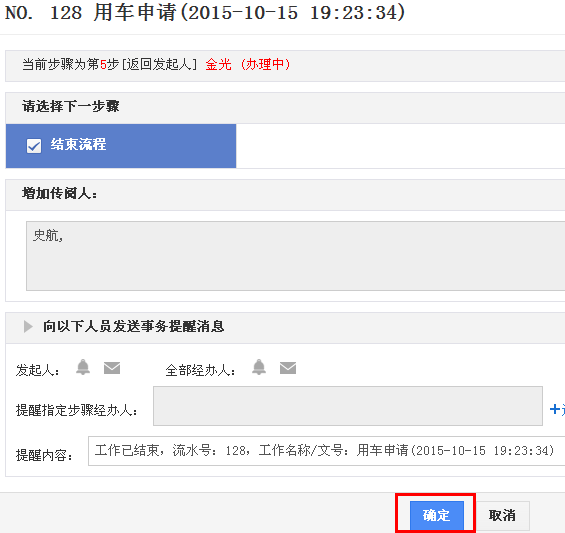 NO. 128 用车申请(2015-10-15 19:23:34)
当前步骤为第5步[返回发起人] 金光 (办理中)
请选择下一步骤
结束流程
增加传阅人:
史航,
向以下人员发送事务提醒消息
发起人: 全部经办人:
提醒指定步骤经办人: +
提醒内容: 工作已结束, 流水号: 128, 工作名称/文号: 用车申请(2015-10-15 19:23:34)
确定 取消